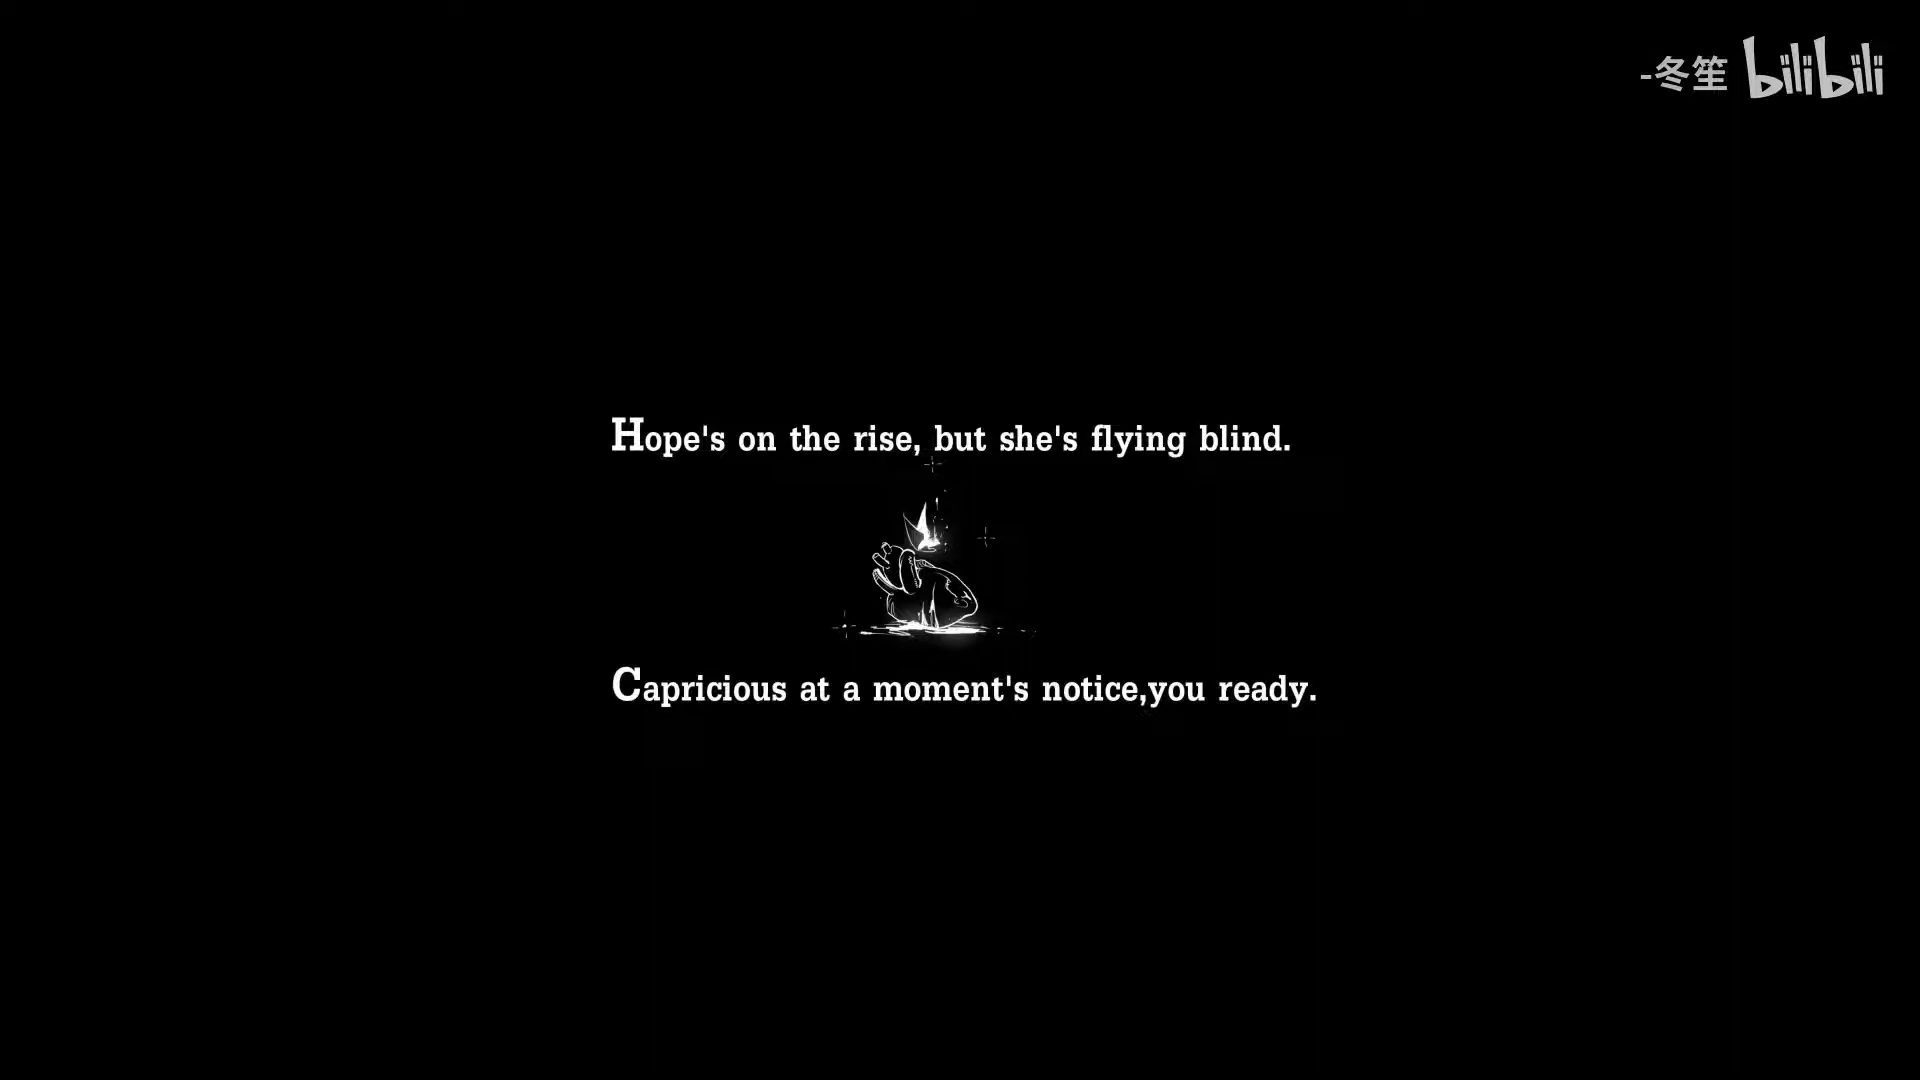 -冬笙 bilibili
Hope's on the rise, but she's flying blind.
Capricious at a moment's notice,you ready.